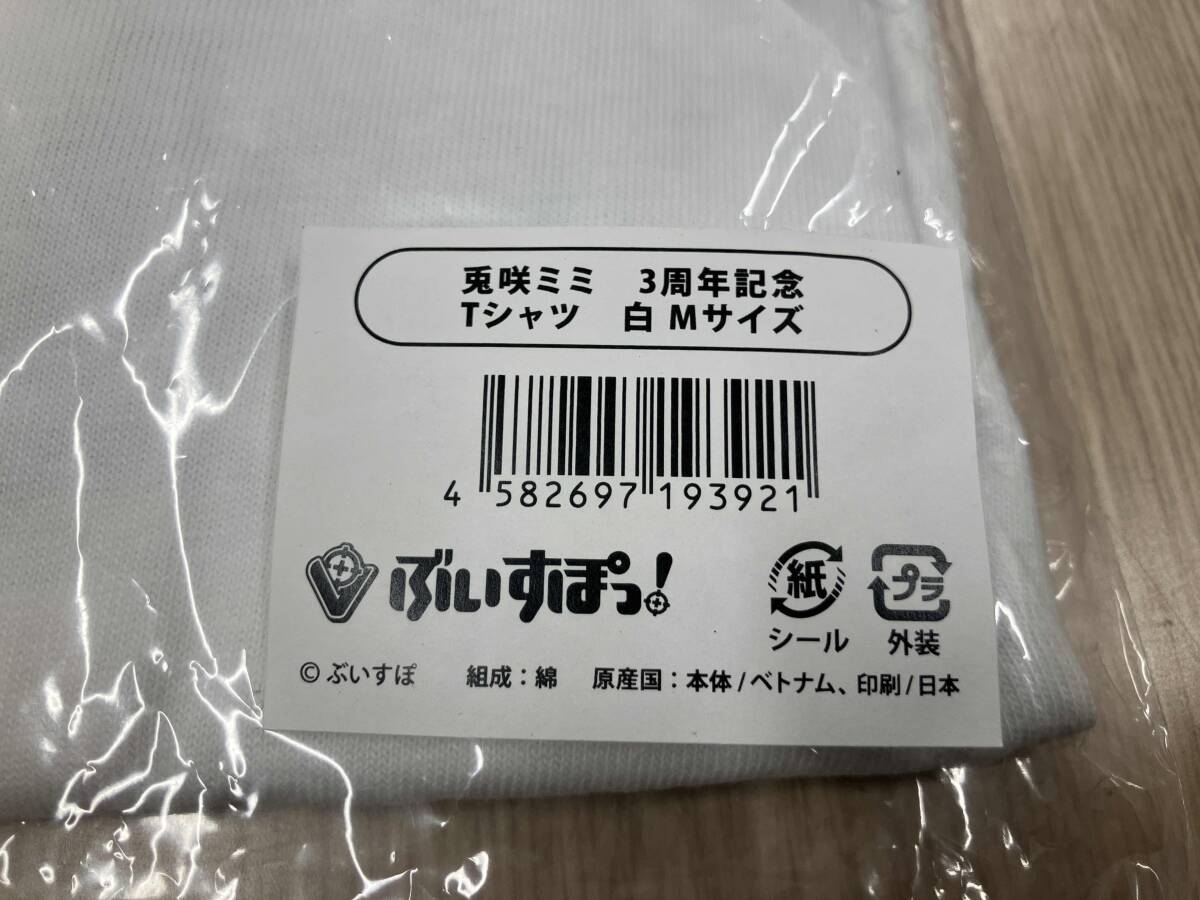 兎咲ミミ　3周年記念
Tシャツ　白 Mサイズ
4 582697 193921
ぶいすぽっ!
紙
プラ
シール
外装
© ぶいすぽ　組成：綿　原産国：本体/ベトナム、印刷/日本